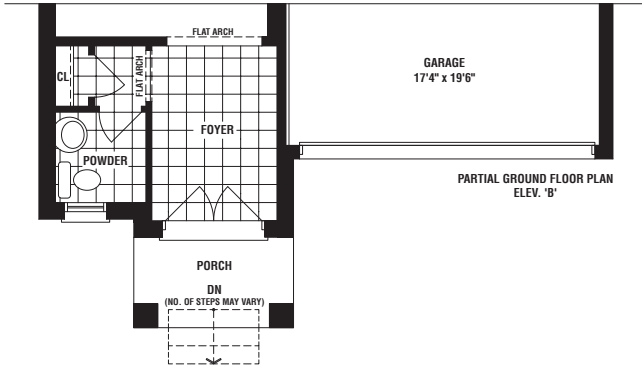 FLAT ARCH
CL
FLAT ARCH
GARAGE
17'4" x 19'6"
FOYER
POWDER
PARTIAL GROUND FLOOR PLAN
ELEV. 'B'
PORCH
DN
(NO. OF STEPS MAY VARY)